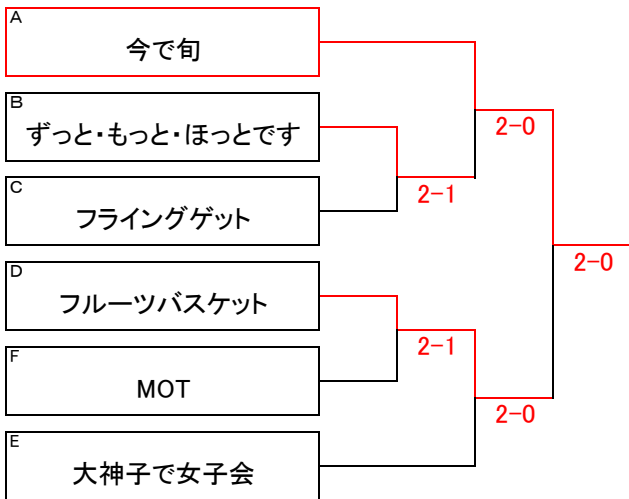 A
今で旬
B
ずっと・もっと・ほっとです
2-0
C
フライングゲット
2-1
2-0
D
フルーツバスケット
F
MOT
2-1
2-0
E
大神子で女子会